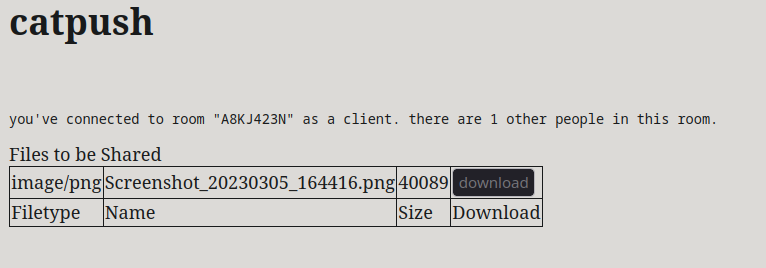 catpush
you've connected to room "A8KJ423N" as a client. there are 1 other people in this room.
Files to be Shared
image/png Screenshot_20230305_164416.png 40089 download
Filetype Name Size Download